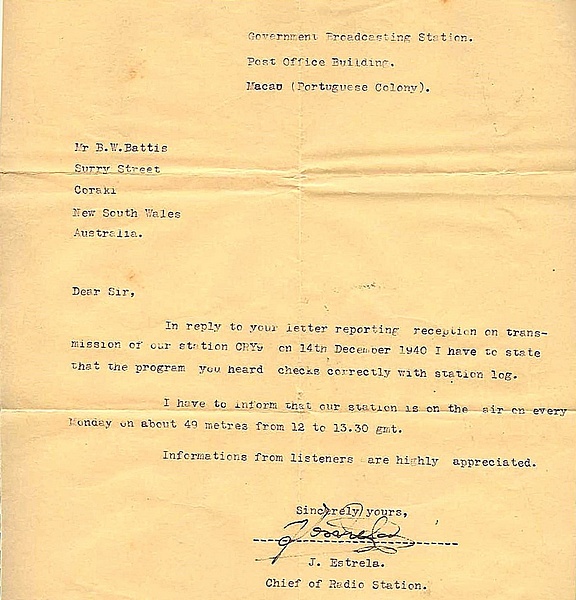 Government Broadcasting Station.
Post Office Building.
Macau (Portuguese Colony).
Mr B.W.Battis
Surry Street
Coraki
New South Wales
Australia.
Dear Sir,
In reply to your letter reporting reception on trans-
mission of our station CRY9 on 14th December 1940 I have to state
that the program you heard checks correctly with station log.
I have to inform that our station is on the air on every
Monday on about 49 metres from 12 to 13.30 gmt.
Informations from listeners are highly appreciated.
Sincerely yours,
J Estrela
J. Estrela.
Chief of Radio Station.